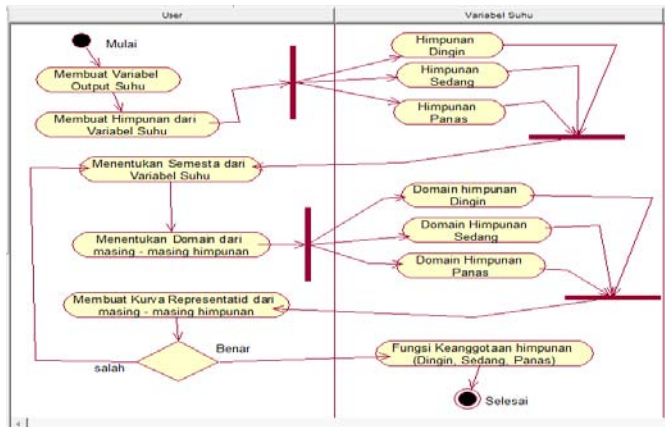 User
Variabel Suhu
Mulai
Membuat Variabel
Output Suhu
Membuat Himpunan dari
Variabel Suhu
Himpunan
Dingin
Himpunan
Sedang
Himpunan
Panas
Menentukan Semesta dari
Variabel Suhu
Menentukan Domain dari
masing - masing himpunan
Domain himpunan
Dingin
Domain Himpunan
Sedang
Domain Himpunan
Panas
Membuat Kurva Representatid dari
masing - masing himpunan
salah
Benar
Fungsi Keanggotaan himpunan
(Dingin, Sedang, Panas)
Selesai